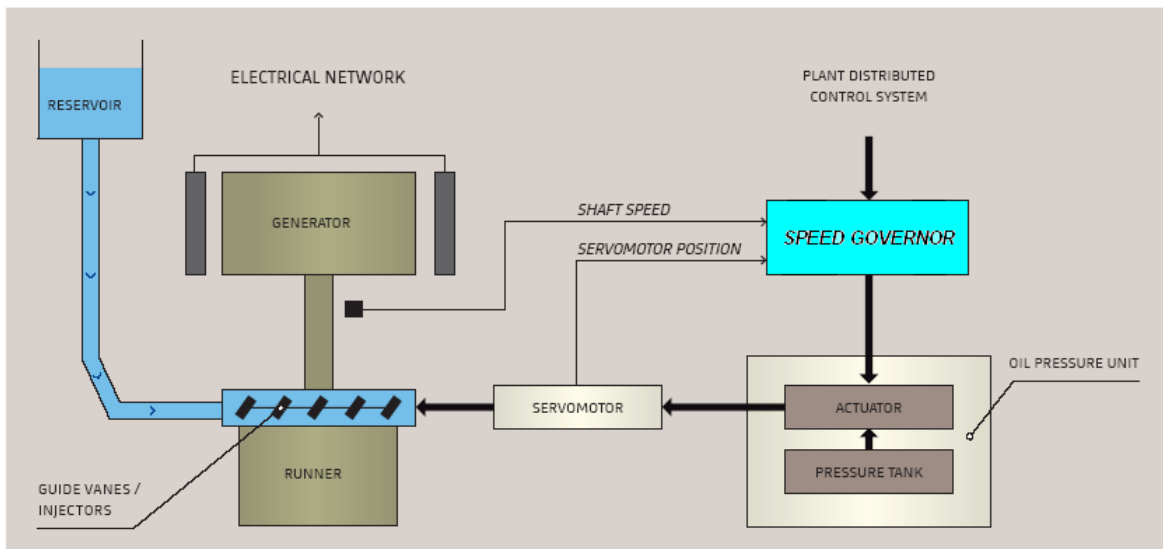 RESERVOIR
ELECTRICAL NETWORK
PLANT DISTRIBUTED
CONTROL SYSTEM
GENERATOR
SHAFT SPEED
SERVOMOTOR POSITION
SPEED GOVERNOR
OIL PRESSURE UNIT
SERVOMOTOR
ACTUATOR
PRESSURE TANK
RUNNER
GUIDE VANES /
INJECTORS